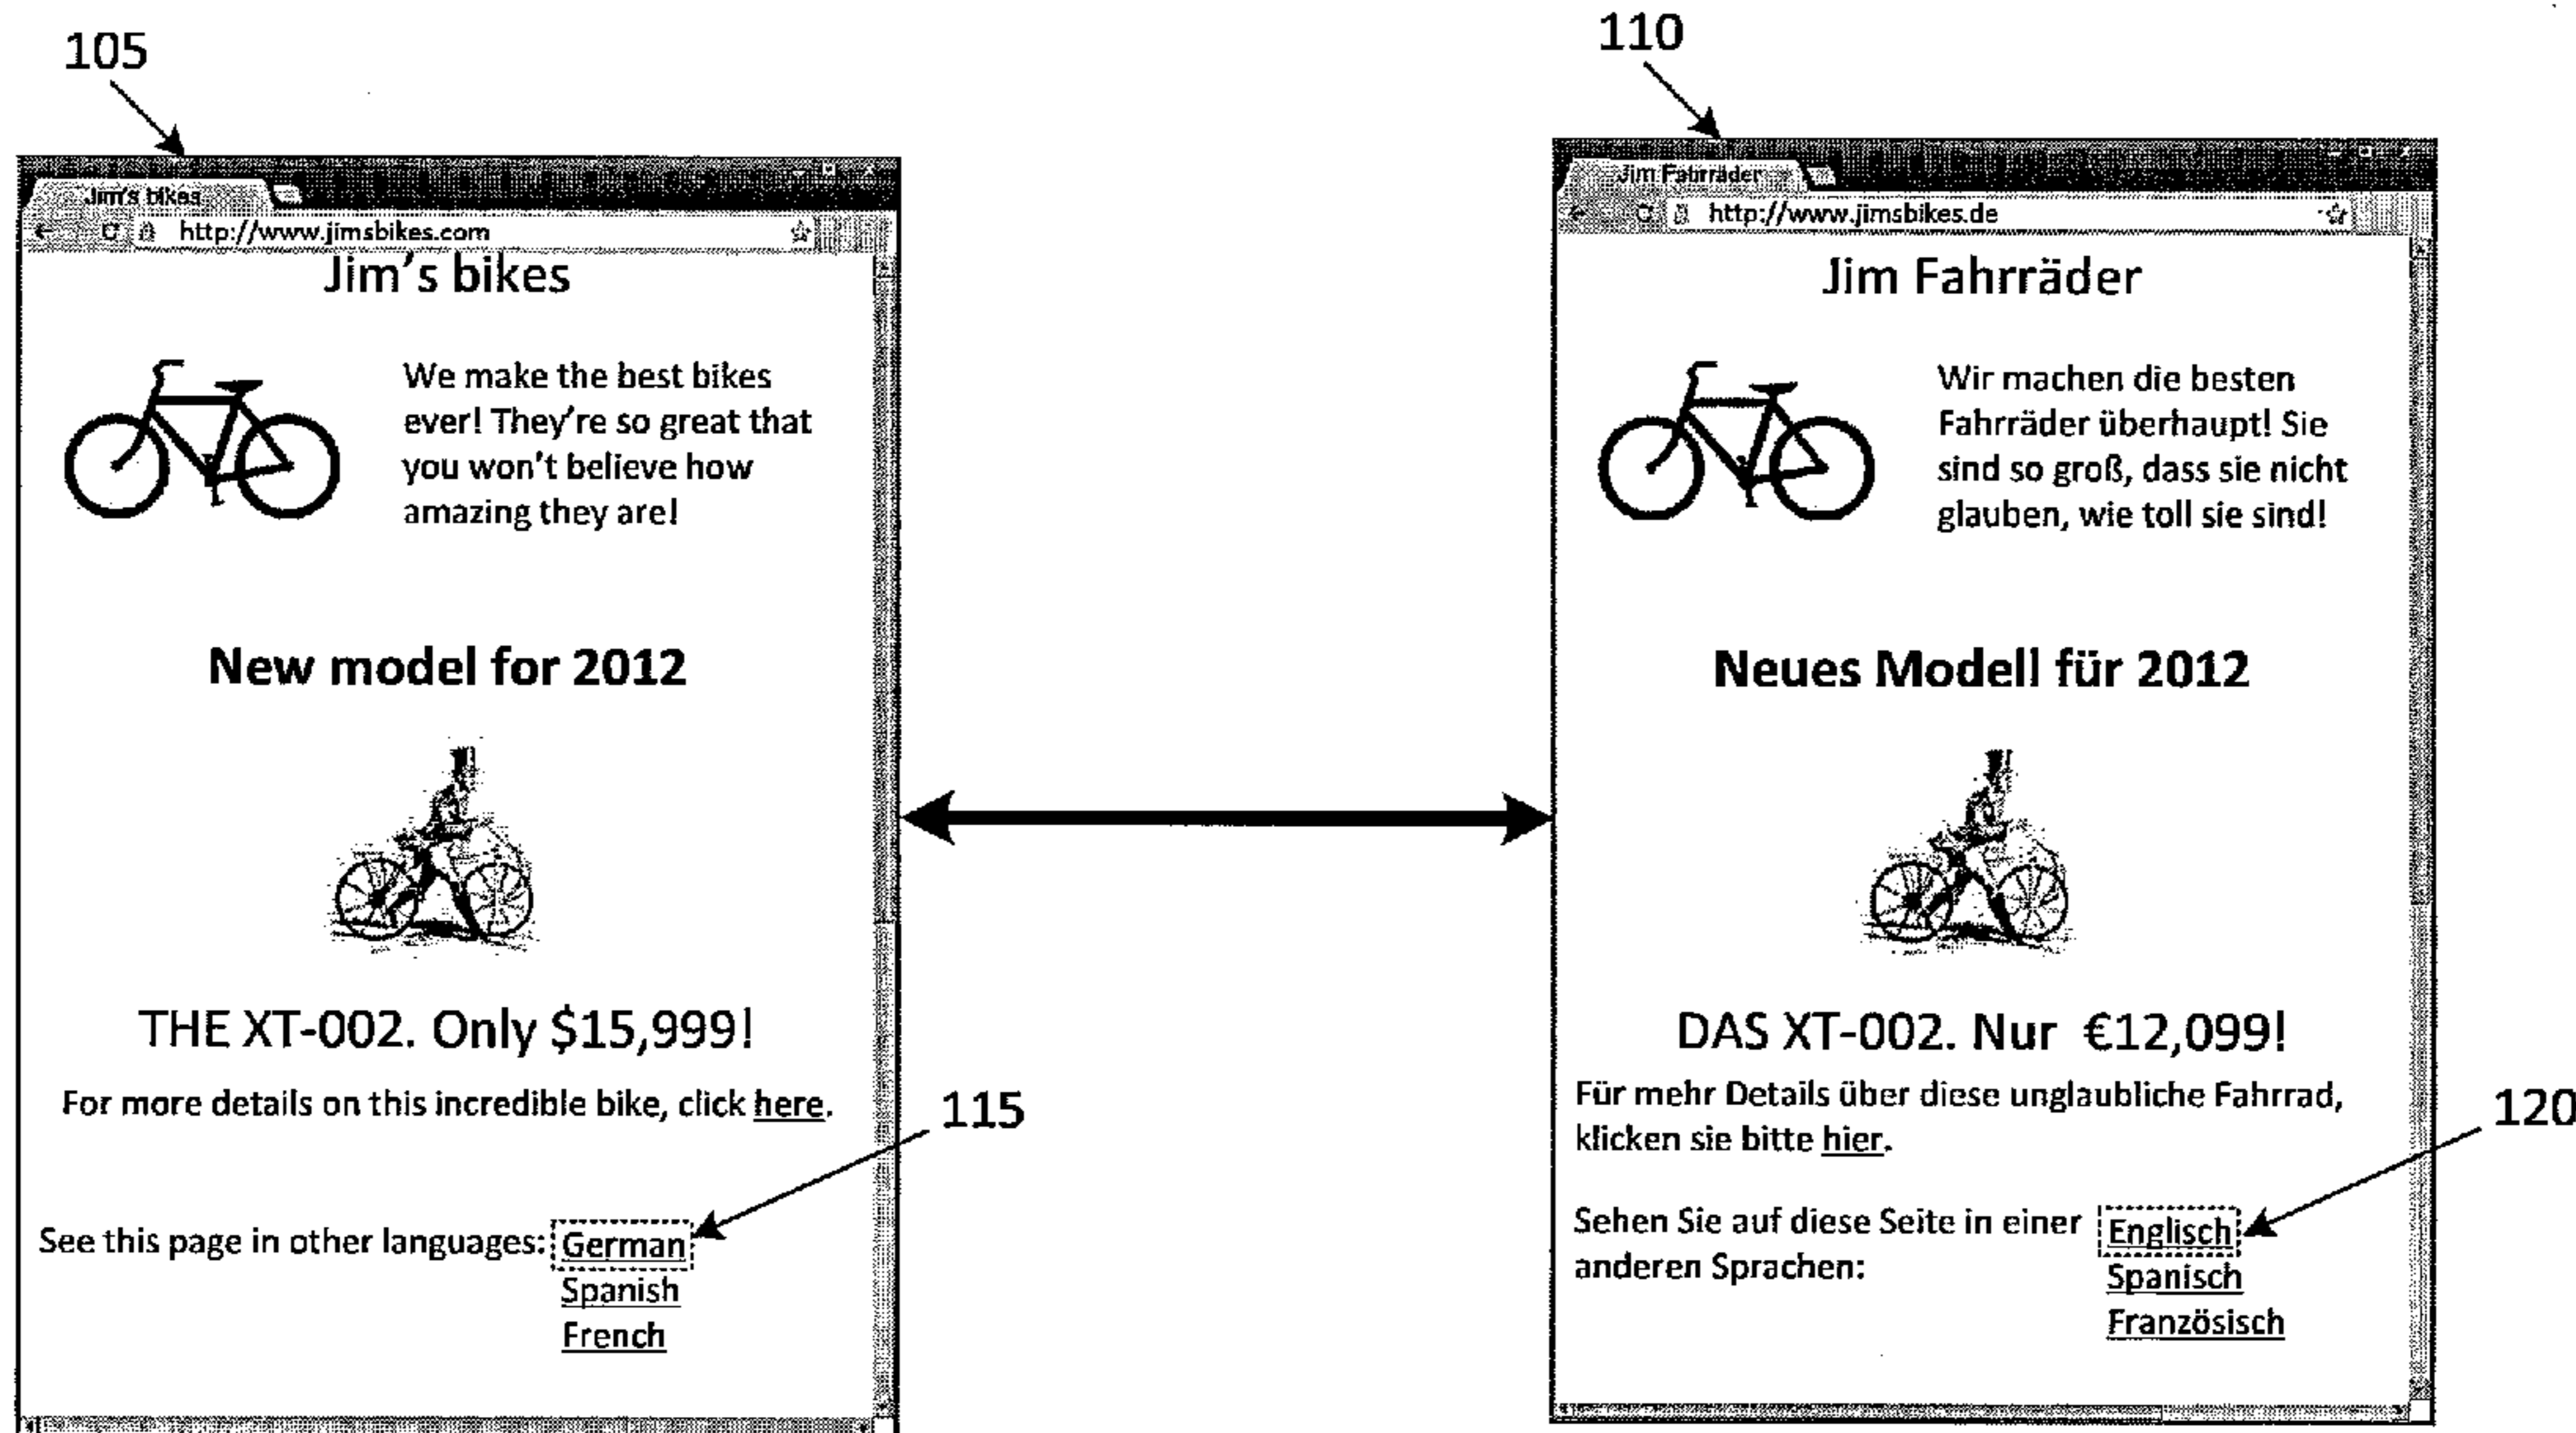 105
Jim's bikes
http://www.jimsbikes.com
Jim's bikes
We make the best bikes
ever! They're so great that
you won't believe how
amazing they are!
New model for 2012
THE XT-002. Only $15,999!
For more details on this incredible bike, click here.
115
See this page in other languages: German
Spanish
French
110
Jim Fahrräder
http://www.jimsbikes.de
Jim Fahrräder
Wir machen die besten
Fahrräder überhaupt! Sie
sind so groß, dass sie nicht
glauben, wie toll sie sind!
Neues Modell für 2012
DAS XT-002. Nur €12,099!
Für mehr Details über diese unglaubliche Fahrrad,
klicken sie bitte hier.
120
Sehen Sie auf diese Seite in einer
anderen Sprachen:
Englisch
Spanisch
Französisch